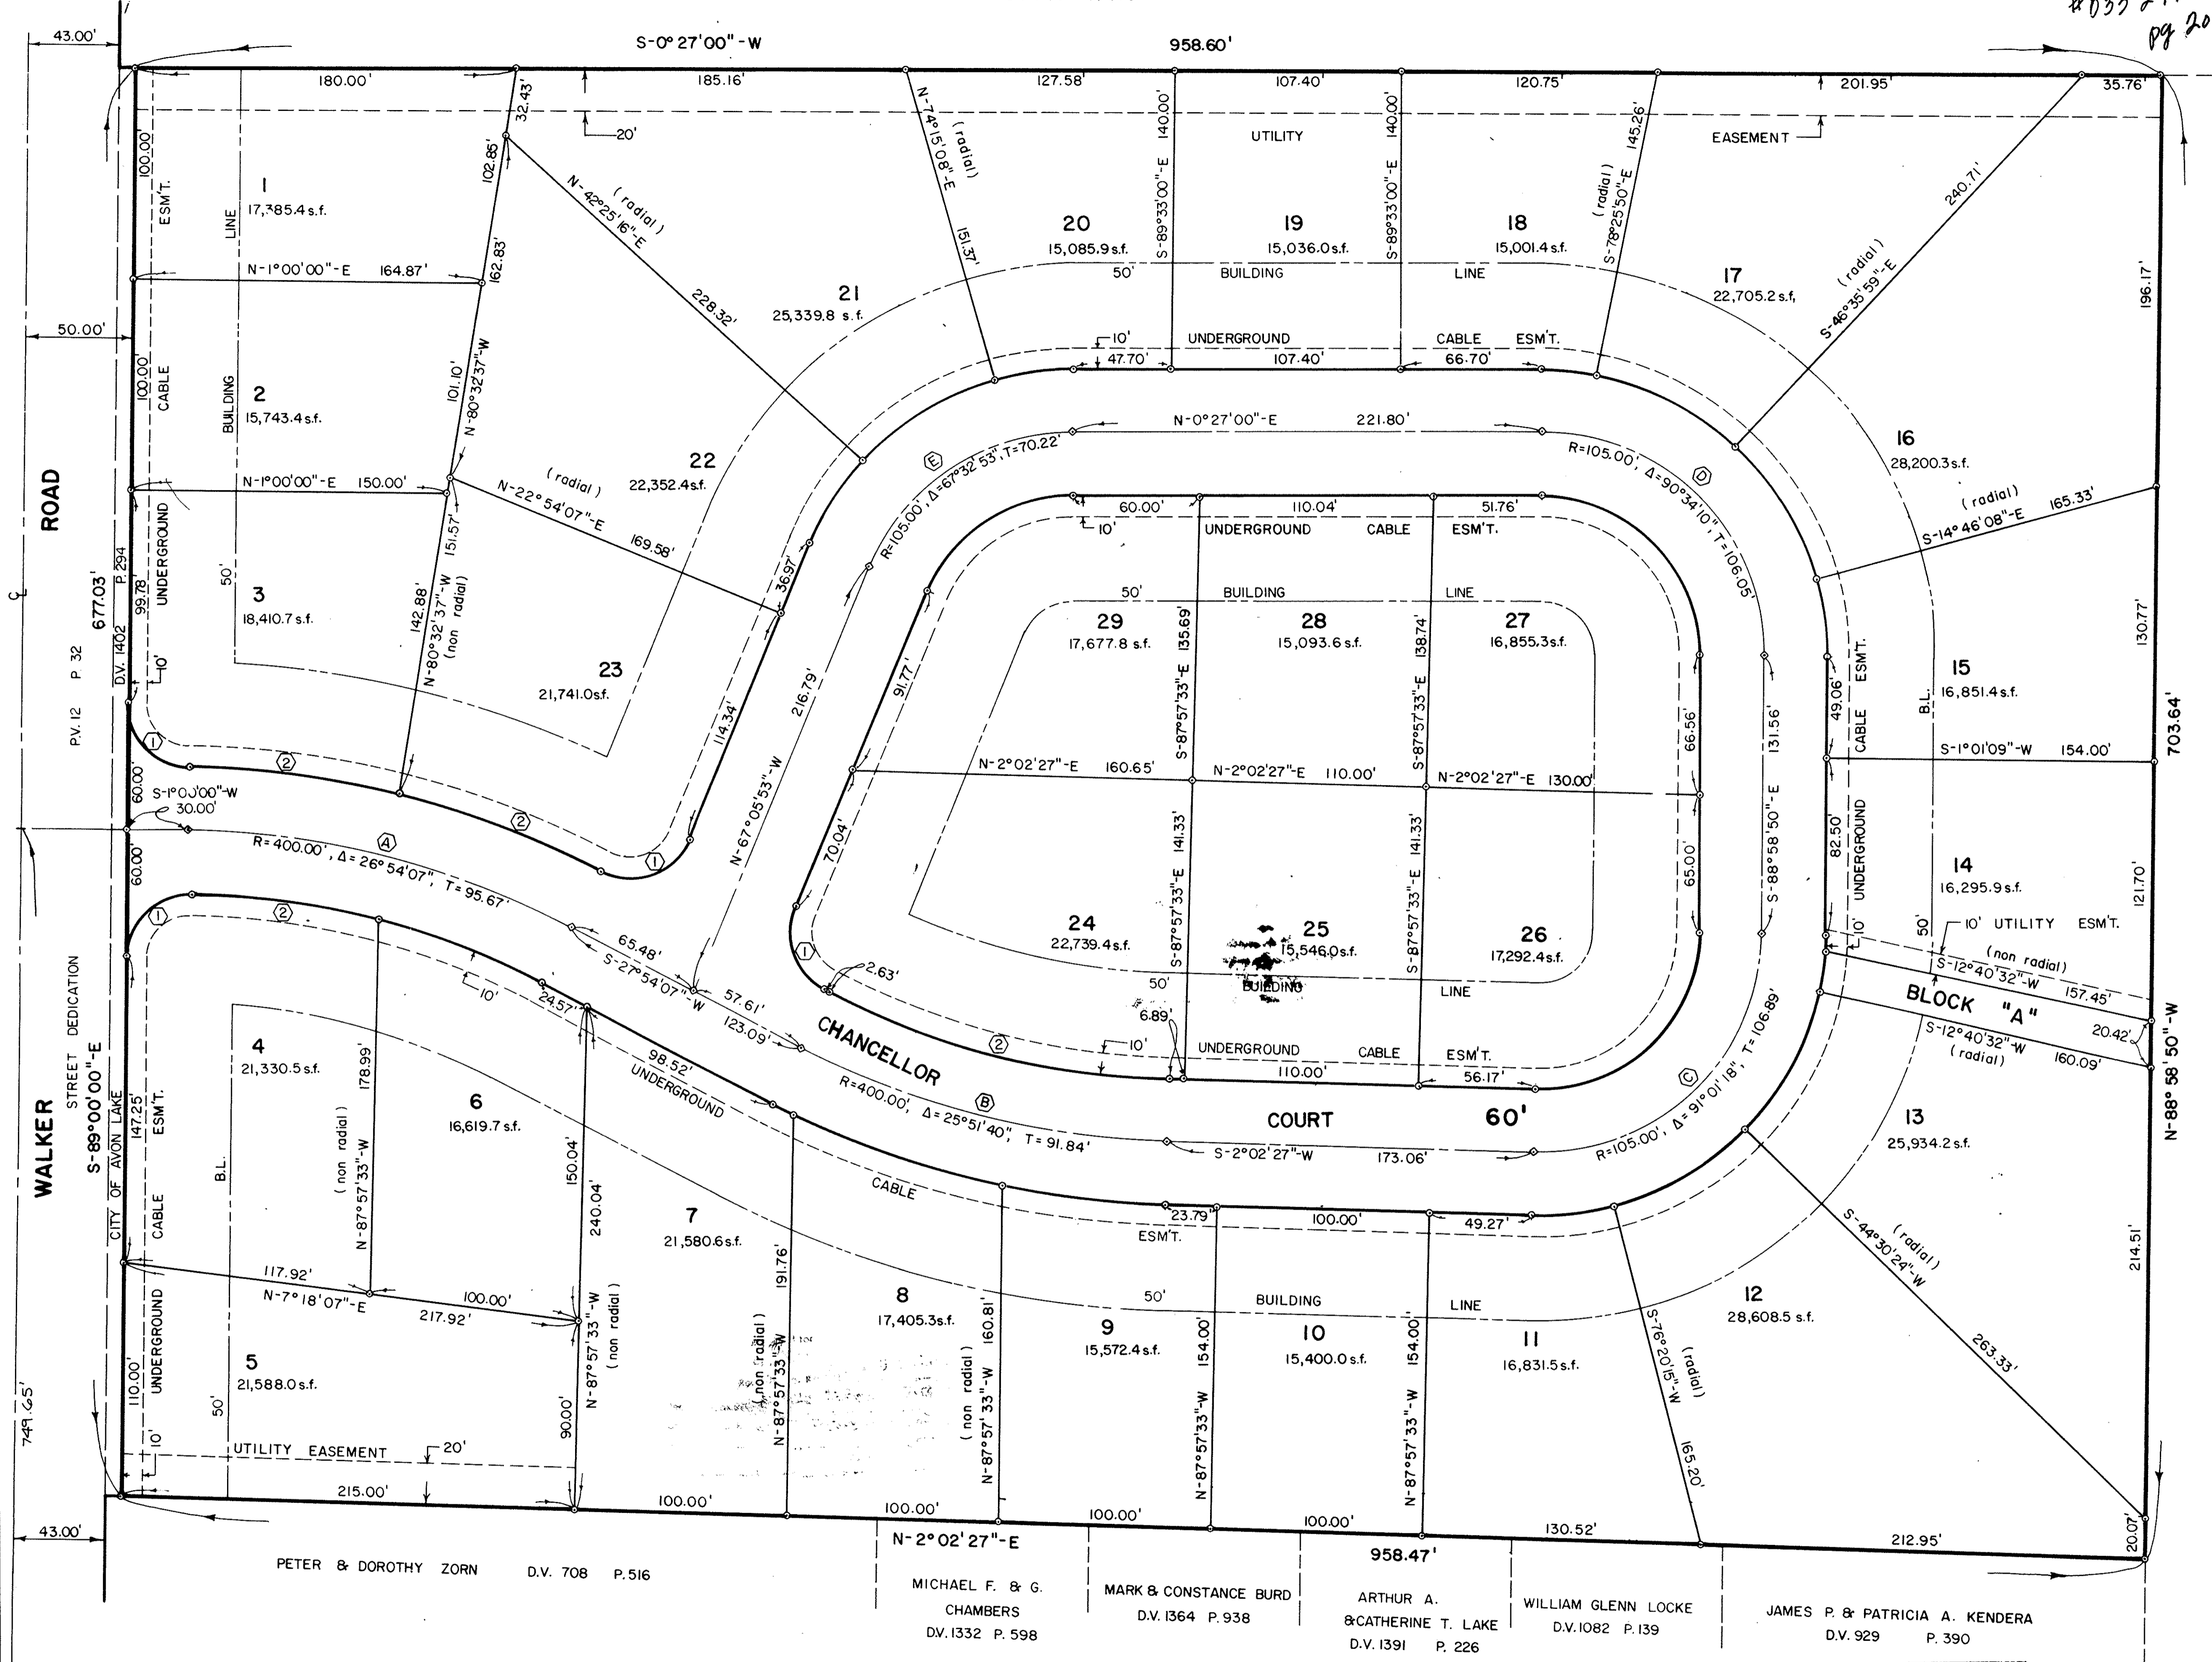 pg 20
43.00'
S-0°27'00"-W
958.60'
180.00'
185.16'
127.58'
107.40'
120.75'
201.95'
35.76'
32.43'
20'
UTILITY
EASEMENT
100.00'
ESM'T.
LINE
1
17,385.4 s.f.
102.85'
162.83'
N-42°25'16"-E
(radial)
228.32'
N-74°15'08"-E
(radial)
151.37'
20
15,085.9 s.f.
S-89°33'00"-E 140.00'
19
15,036.0 s.f.
S-89°33'00"-E 140.00'
18
15,001.4 s.f.
(radial)
S-78°25'50"-E 145.26'
240.71'
(radial)
S-46°35'59"-E
196.17'
N-1°00'00"-E 164.87'
50' BUILDING LINE
17
22,705.2 s.f,
21
25,339.8 s.f.
50.00'
10' UNDERGROUND CABLE ESM'T.
47.70' 107.40' 66.70'
100.00'
CABLE
BUILDING
2
15,743.4 s.f.
101.10'
N-80°32'37"-W
N-0°27'00"-E 221.80'
E
R=105.00', Δ=67°32'53", T=70.22'
D
R=105.00', Δ=90°34'10", T=106.05'
16
28,200.3 s.f.
(radial)
S-14°46'08"-E 165.33'
ROAD
N-1°00'00"-E 150.00'
(radial)
N-22°54'07"-E
169.58'
22
22,352.4 s.f.
60.00' 110.04' 51.76'
10'
UNDERGROUND CABLE ESM'T.
36.97'
℄
677.03'
P.V. 12 P. 32
D.V. 1402 P. 294
99.78'
UNDERGROUND
10'
50'
3
18,410.7 s.f.
151.57'
142.88'
N-80°32'37"-W
(non radial)
23
21,741.0 s.f.
114.34'
216.79'
N-67°05'53"-W
91.77'
50' BUILDING LINE
29
17,677.8 s.f.
S-87°57'33"-E 135.69'
28
15,093.6 s.f.
S-87°57'33"-E 138.74'
27
16,855.3 s.f.
66.56'
131.56'
49.06'
CABLE ESM'T.
B.L.
15
16,851.4 s.f.
130.77'
703.64'
1
2
2
1
N-2°02'27"-E 160.65'
N-2°02'27"-E 110.00'
N-2°02'27"-E 130.00'
S-1°01'09"-W 154.00'
60.00'
S-1°00'00"-W
30.00'
A
R=400.00', Δ=26°54'07", T=95.67'
60.00'
70.04'
S-87°57'33"-E 141.33'
S-87°57'33"-E 141.33'
65.00'
S-88°58'50"-E
82.50'
UNDERGROUND
10'
14
16,295.9 s.f.
121.70'
50'
10' UTILITY ESM'T.
(non radial)
S-12°40'32"-W 157.45'
BLOCK "A"
20.42'
S-12°40'32"-W
(radial) 160.09'
1
2
10'
24.57'
65.48'
S-27°54'07"-W
57.61'
123.09'
1
2.63'
24
22,739.4 s.f.
25
15,546.0 s.f.
26
17,292.4 s.f.
50' BUILDING LINE
6.89'
2
10' UNDERGROUND CABLE ESM'T.
110.00' 56.17'
CHANCELLOR
COURT 60'
B
R=400.00', Δ=25°51'40", T=91.84'
S-2°02'27"-W 173.06'
C
R=105.00', Δ=91°01'18", T=106.89'
N-88°58'50"-W
WALKER
STREET DEDICATION
S-89°00'00"-E
CITY OF AVON LAKE
147.25'
CABLE ESM'T.
B.L.
4
21,330.5 s.f.
178.99'
(non radial)
N-87°57'33"-W
6
16,619.7 s.f.
150.04'
240.04'
98.52'
UNDERGROUND
CABLE
ESM'T.
23.79" 100.00' 49.27'
13
25,934.2 s.f.
117.92'
N-7°18'07"-E
100.00'
217.92'
7
21,580.6 s.f.
191.76'
8
17,405.3 s.f.
50' BUILDING LINE
9
15,572.4 s.f.
10
15,400.0 s.f.
11
16,831.5 s.f.
12
28,608.5 s.f.
(radial)
S-44°30'24"-W
263.33'
214.51'
749.65'
110.00'
UNDERGROUND
10'
50'
5
21,588.0 s.f.
90.00'
N-87°57'33"-W
(non radial)
(non radial)
N-87°57'33"-W
(non radial)
N-87°57'33"-W 160.81'
N-87°57'33"-W 154.00'
N-87°57'33"-W 154.00'
S-76°20'15"-W
(radial)
165.20'
UTILITY EASEMENT 20'
215.00'
100.00'
100.00'
100.00'
100.00'
130.52'
212.95'
20.07'
43.00'
N-2°02'27"-E
958.47'
PETER & DOROTHY ZORN D.V. 708 P. 516
MICHAEL F. & G.
CHAMBERS
D.V. 1332 P. 598
MARK & CONSTANCE BURD
D.V. 1364 P. 938
ARTHUR A.
& CATHERINE T. LAKE
D.V. 1391 P. 226
WILLIAM GLENN LOCKE
D.V. 1082 P. 139
JAMES P. & PATRICIA A. KENDERA
D.V. 929 P. 390